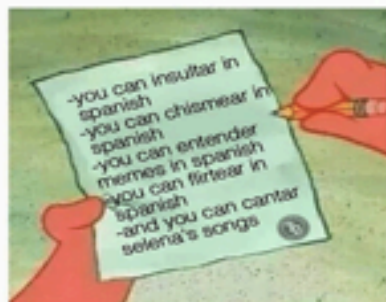 -you can insultar in
spanish
-you can chismear in
spanish
-you can entender
memes in spanish
-you can flirtear in
spanish
-and you can cantar
selena's songs